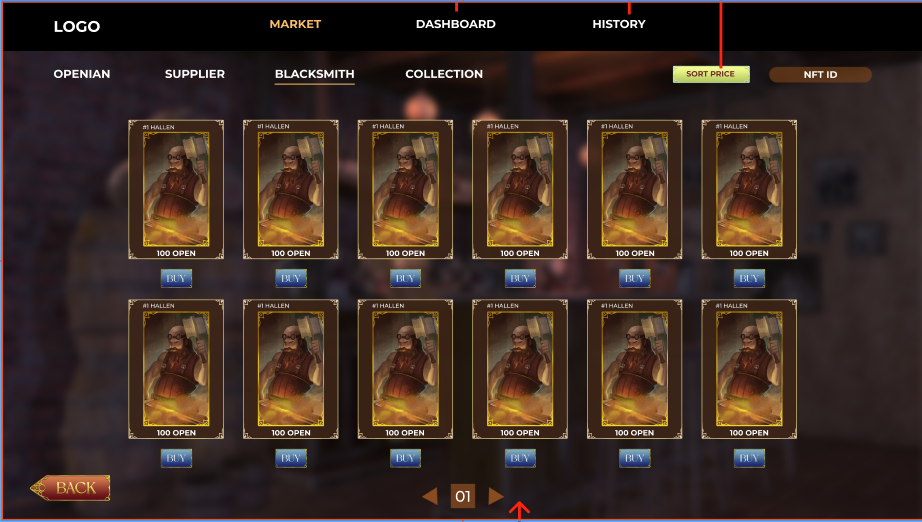 LOGO MARKET DASHBOARD HISTORY
OPENIAN SUPPLIER BLACKSMITH COLLECTION SORT PRICE NFT ID
#1 HALLEN #1 HALLEN #1 HALLEN #1 HALLEN #1 HALLEN #1 HALLEN
100 OPEN 100 OPEN 100 OPEN 100 OPEN 100 OPEN 100 OPEN
BUY BUY BUY BUY BUY BUY
#1 HALLEN #1 HALLEN #1 HALLEN #1 HALLEN #1 HALLEN #1 HALLEN
100 OPEN 100 OPEN 100 OPEN 100 OPEN 100 OPEN 100 OPEN
BUY BUY BUY BUY BUY BUY
BACK
01